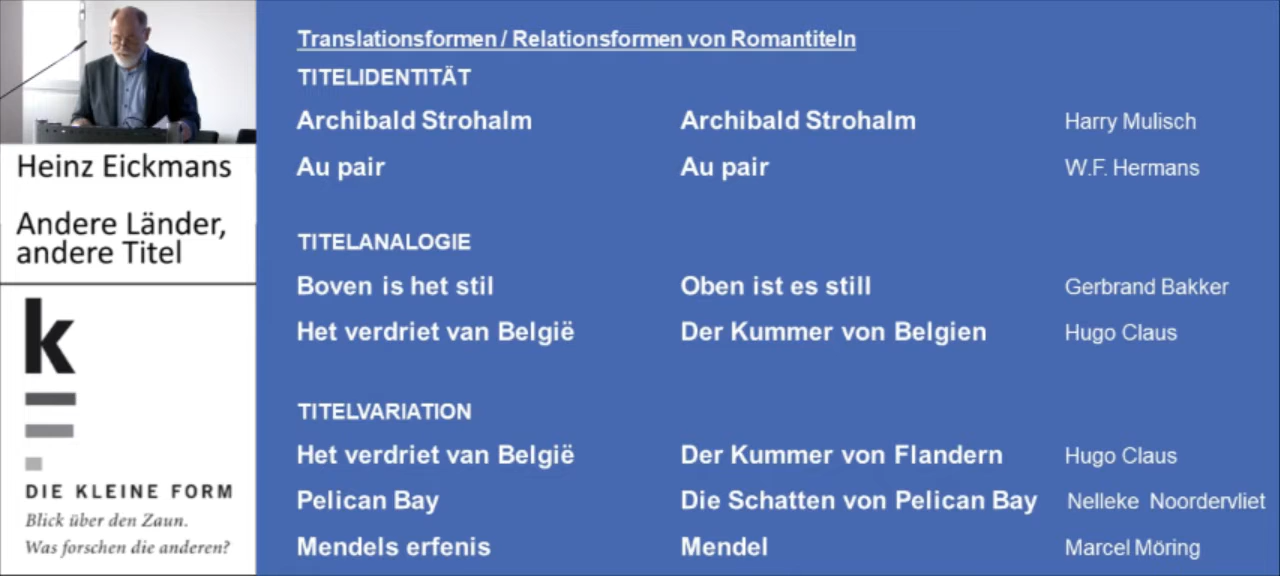 Heinz Eickmans
Andere Länder,
andere Titel
k
DIE KLEINE FORM
Blick über den Zaun.
Was forschen die anderen?
Translationsformen / Relationsformen von Romantiteln
TITELIDENTITÄT
Archibald Strohalm Archibald Strohalm Harry Mulisch
Au pair Au pair W.F. Hermans
TITELANALOGIE
Boven is het stil Oben ist es still Gerbrand Bakker
Het verdriet van België Der Kummer von Belgien Hugo Claus
TITELVARIATION
Het verdriet van België Der Kummer von Flandern Hugo Claus
Pelican Bay Die Schatten von Pelican Bay Nelleke Noordervliet
Mendels erfenis Mendel Marcel Möring